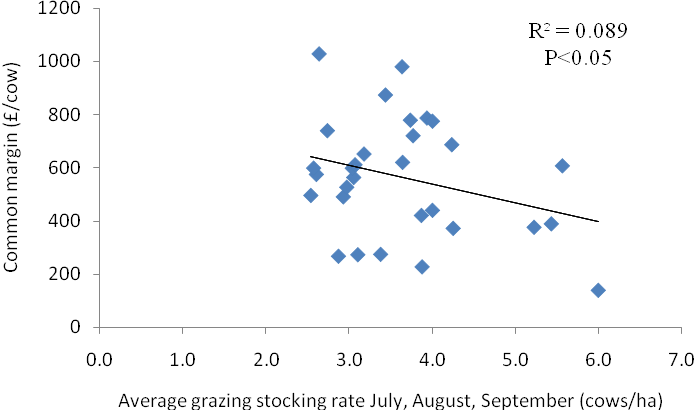 1200
R² = 0.089
P<0.05
1000
800
600
400
200
0
Common margin (£/cow)
0.0 1.0 2.0 3.0 4.0 5.0 6.0 7.0
Average grazing stocking rate July, August, September (cows/ha)